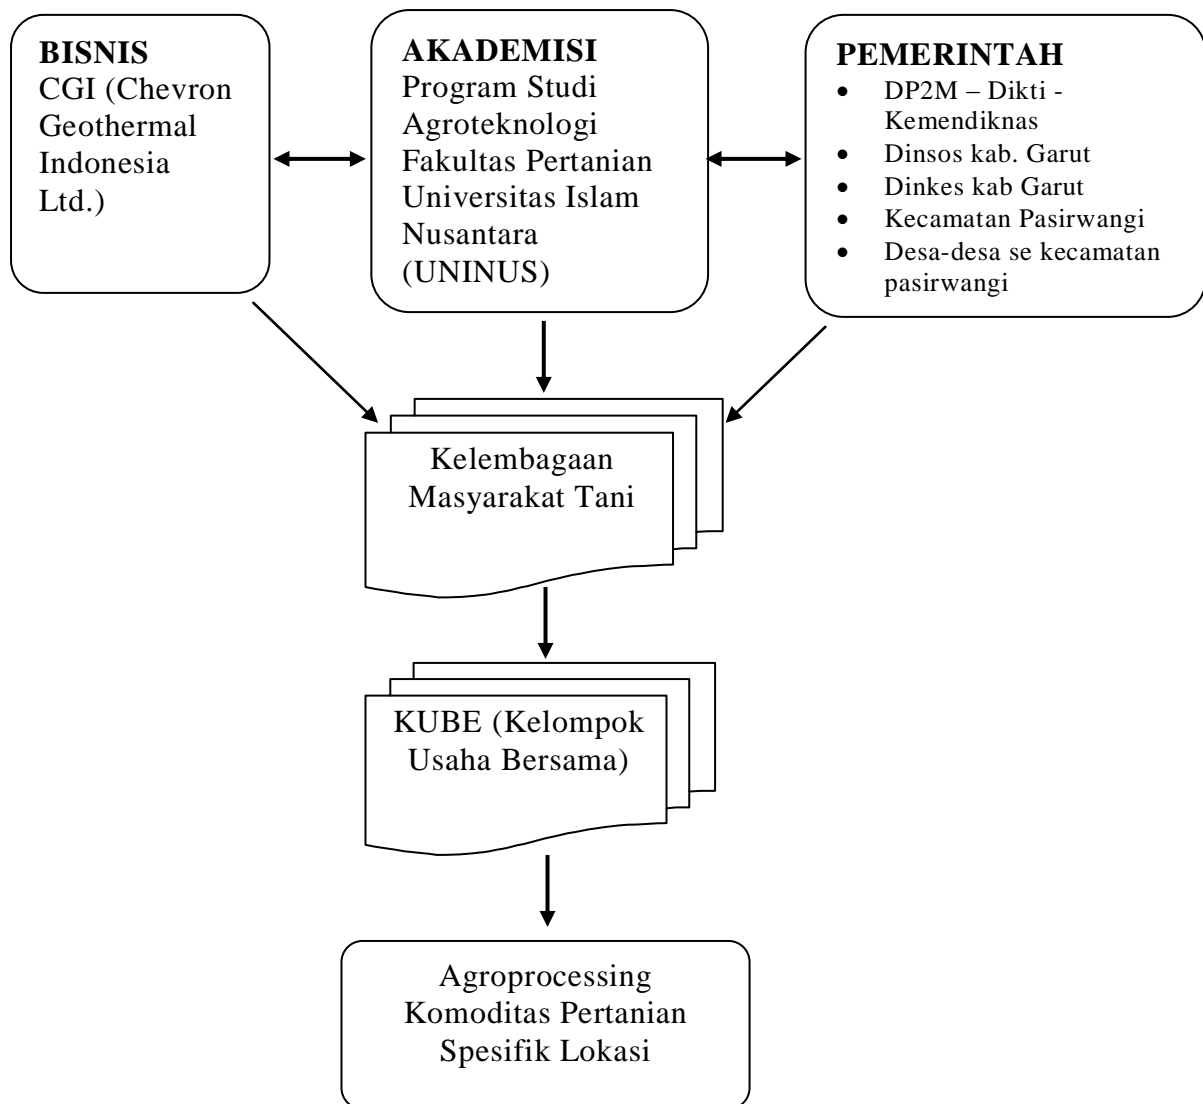 BISNIS
CGI (Chevron
Geothermal
Indonesia
Ltd.)
AKADEMISI
Program Studi
Agroteknologi
Fakultas Pertanian
Universitas Islam
Nusantara
(UNINUS)
PEMERINTAH
• DP2M – Dikti -
Kemendiknas
• Dinsos kab. Garut
• Dinkes kab Garut
• Kecamatan Pasirwangi
• Desa-desa se kecamatan
pasirwangi
Kelembagaan
Masyarakat Tani
KUBE (Kelompok
Usaha Bersama)
Agroprocessing
Komoditas Pertanian
Spesifik Lokasi